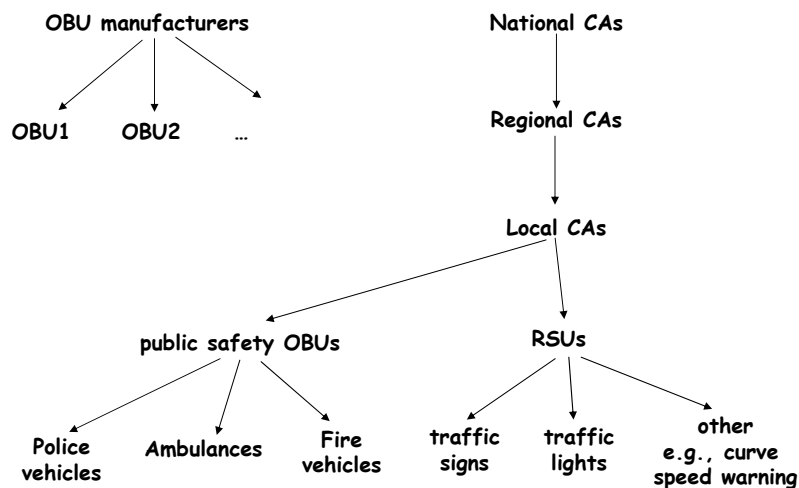 OBU manufacturers
National CAs
OBU1
OBU2
...
Regional CAs
Local CAs
public safety OBUs
RSUs
Police
vehicles
Ambulances
Fire
vehicles
traffic
signs
traffic
lights
other
e.g., curve
speed warning